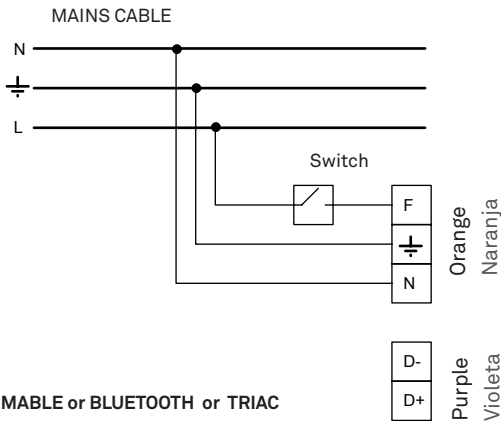 MAINS CABLE
N
L
Switch
F
N
Orange
Naranja
D-
D+
Purple
Violeta
MABLE or BLUETOOTH or TRIAC